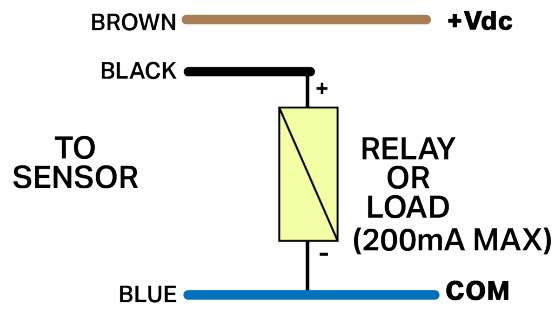 BROWN
+Vdc
BLACK
+
TO
SENSOR
RELAY
OR
LOAD
(200mA MAX)
-
BLUE
COM